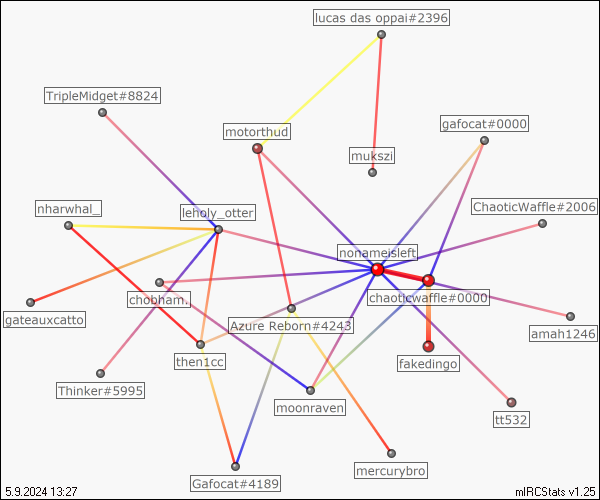 lucas das oppai#2396
TripleMidget#8824
motorthud
gafocat#0000
mukszi
nharwhal_
leholy_otter
ChaoticWaffle#2006
nonameisleft
chobham.
chaoticwaffle#0000
gateauxcatto
Azure Reborn#4243
amah1246
then1cc
fakedingo
Thinker#5995
moonraven
tt532
mercurybro
Gafocat#4189
5.9.2024 13:27
mIRCStats v1.25